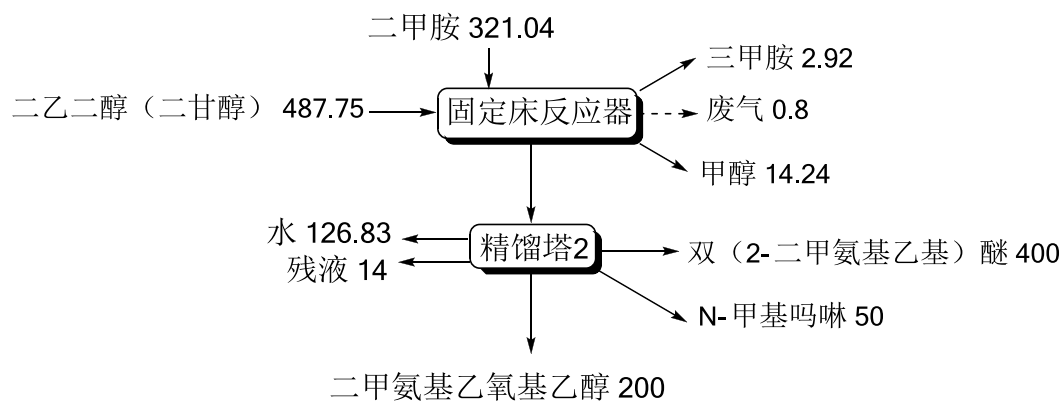 二甲胺 321.04
三甲胺 2.92
二乙二醇（二甘醇）487.75
固定床反应器
废气 0.8
甲醇 14.24
水 126.83
精馏塔2
双（2-二甲氨基乙基）醚 400
残液 14
N-甲基吗啉 50
二甲氨基乙氧基乙醇 200